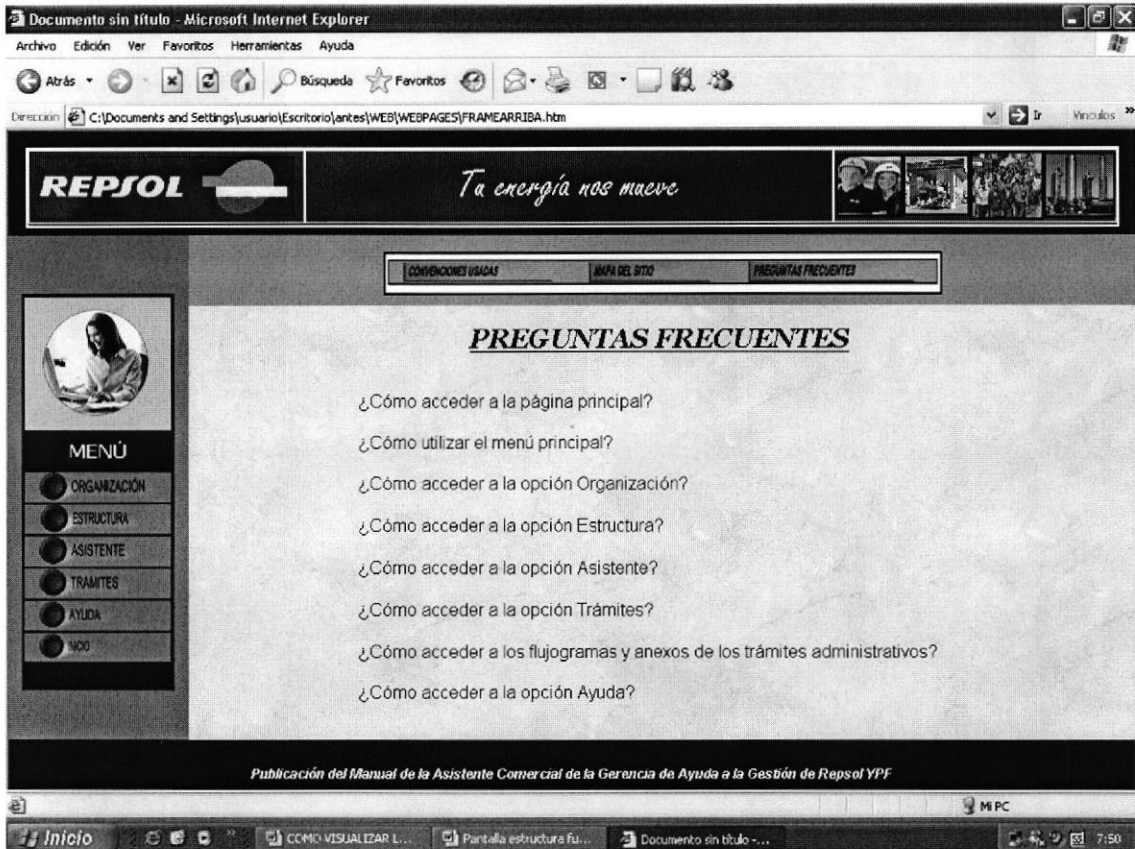 Documento sin título - Microsoft Internet Explorer
Archivo Edición Ver Favoritos Herramientas Ayuda
Atrás Búsqueda Favoritos
Dirección C:\Documents and Settings\usuario\Escritorio\antes\WEB\WEBPAGES\FRAMEARRIBA.htm Ir Vínculos »
REPSOL Tu energía nos mueve
CONVENCIONES USADAS MAPA DEL SITIO PREGUNTAS FRECUENTES
PREGUNTAS FRECUENTES
¿Cómo acceder a la página principal?
¿Cómo utilizar el menú principal?
¿Cómo acceder a la opción Organización?
¿Cómo acceder a la opción Estructura?
¿Cómo acceder a la opción Asistente?
¿Cómo acceder a la opción Trámites?
¿Cómo acceder a los flujogramas y anexos de los trámites administrativos?
¿Cómo acceder a la opción Ayuda?
MENÚ
ORGANIZACIÓN
ESTRUCTURA
ASISTENTE
TRAMITES
AYUDA
INICIO
Publicación del Manual de la Asistente Comercial de la Gerencia de Ayuda a la Gestión de Repsol YPF
Mi PC
Inicio » COMO VISUALIZAR L... Pantalla estructura fu... Documento sin título -... 7:50